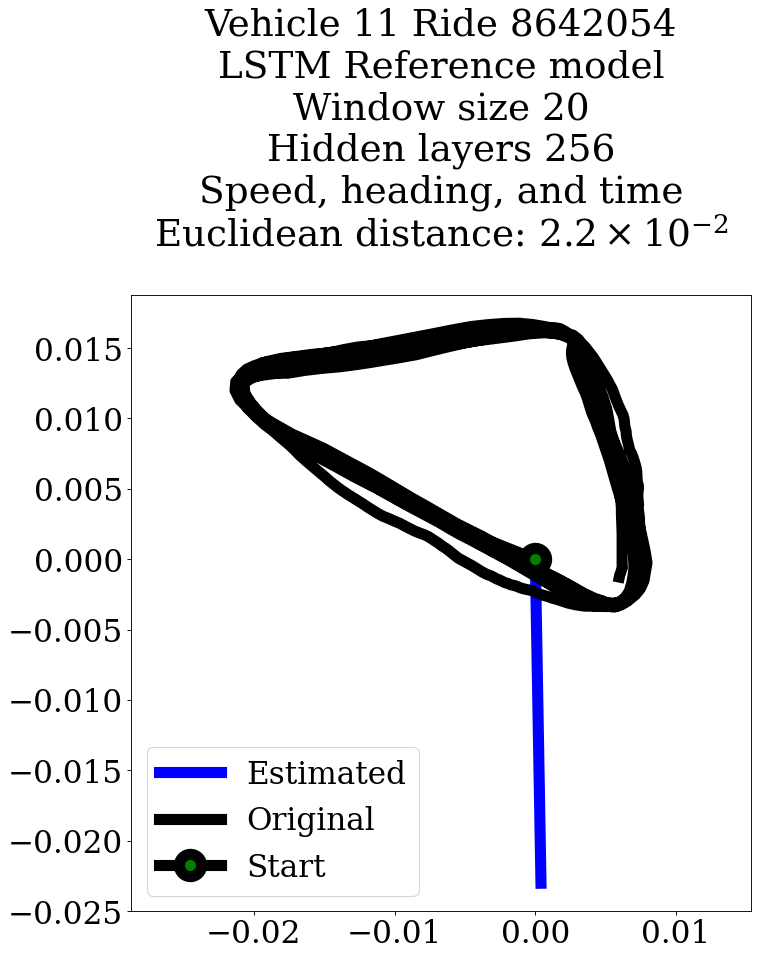 Vehicle 11 Ride 8642054
LSTM Reference model
Window size 20
Hidden layers 256
Speed, heading, and time
Euclidean distance: 2.2 × 10⁻²
0.015
0.010
0.005
0.000
−0.005
−0.010
−0.015
−0.020
−0.025
Estimated
Original
Start
−0.02
−0.01
0.00
0.01